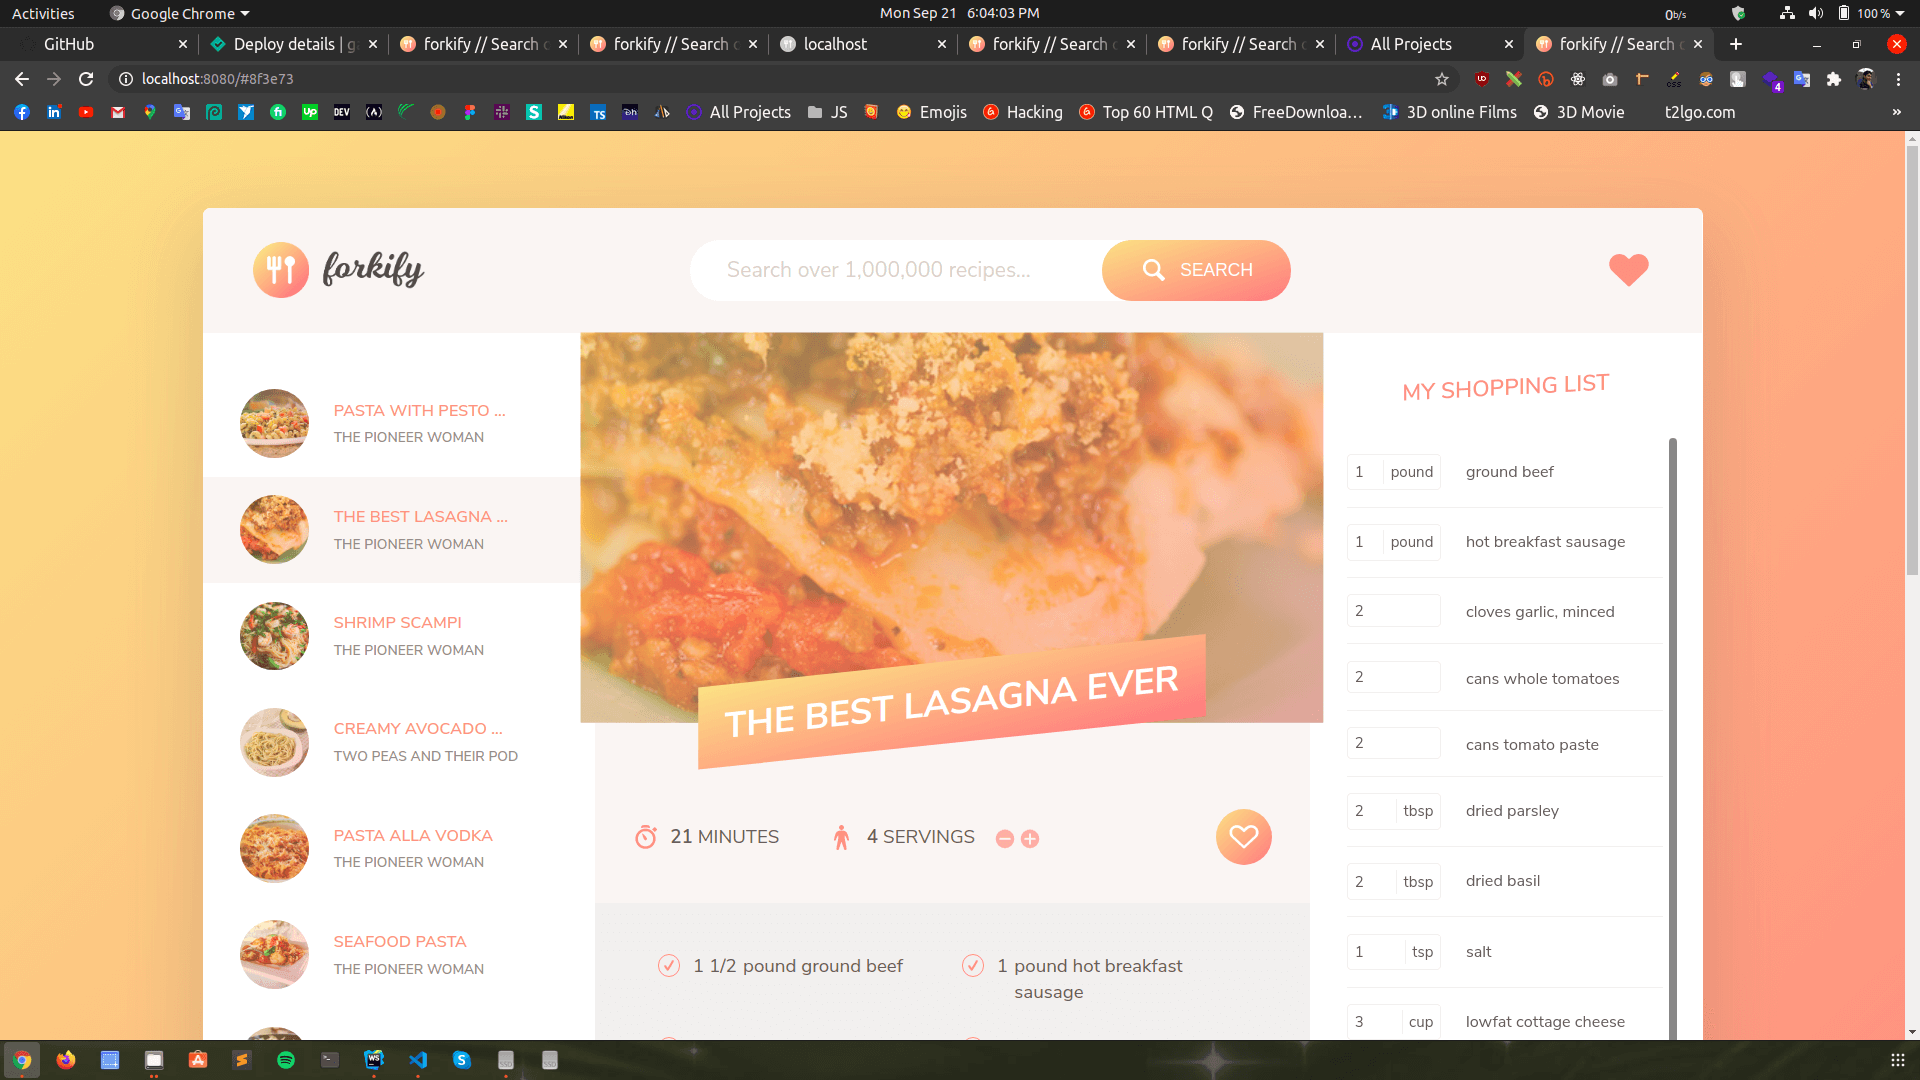 Activities
Google Chrome
Mon Sep 21 6:04:03 PM
0b/s
100 %
GitHub
Deploy details | g
forkify // Search
forkify // Search
localhost
forkify // Search
forkify // Search
All Projects
forkify // Search
localhost:8080/#8f3e73
All Projects
JS
Emojis
Hacking
Top 60 HTML Q
FreeDownloa...
3D online Films
3D Movie
t2lgo.com
»
forkify
Search over 1,000,000 recipes...
SEARCH
PASTA WITH PESTO ...
THE PIONEER WOMAN
THE BEST LASAGNA ...
THE PIONEER WOMAN
SHRIMP SCAMPI
THE PIONEER WOMAN
CREAMY AVOCADO ...
TWO PEAS AND THEIR POD
PASTA ALLA VODKA
THE PIONEER WOMAN
SEAFOOD PASTA
THE PIONEER WOMAN
THE BEST LASAGNA EVER
21 MINUTES
4 SERVINGS
1 1/2 pound ground beef
1 pound hot breakfast
sausage
MY SHOPPING LIST
1 pound ground beef
1 pound hot breakfast sausage
2 cloves garlic, minced
2 cans whole tomatoes
2 cans tomato paste
2 tbsp dried parsley
2 tbsp dried basil
1 tsp salt
3 cup lowfat cottage cheese